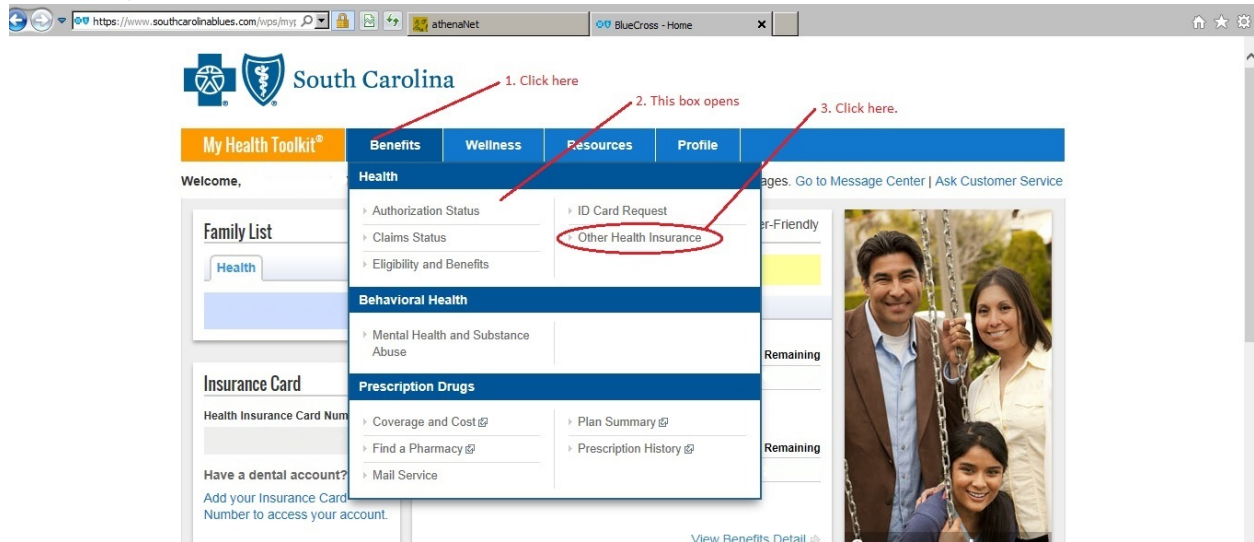 https://www.southcarolinablues.com/wps/my
athenaNet
BlueCross - Home
South Carolina
1. Click here
2. This box opens
3. Click here.
My Health Toolkit®
Benefits
Wellness
Resources
Profile
Welcome,
ages. Go to Message Center | Ask Customer Service
Health
Authorization Status
ID Card Request
Claims Status
Other Health Insurance
Eligibility and Benefits
Behavioral Health
Mental Health and Substance
Abuse
Prescription Drugs
Coverage and Cost
Plan Summary
Find a Pharmacy
Prescription History
Mail Service
Family List
Health
er-Friendly
Remaining
Insurance Card
Health Insurance Card Num
Remaining
Have a dental account?
Add your Insurance Card
Number to access your account.
View Benefits Detail